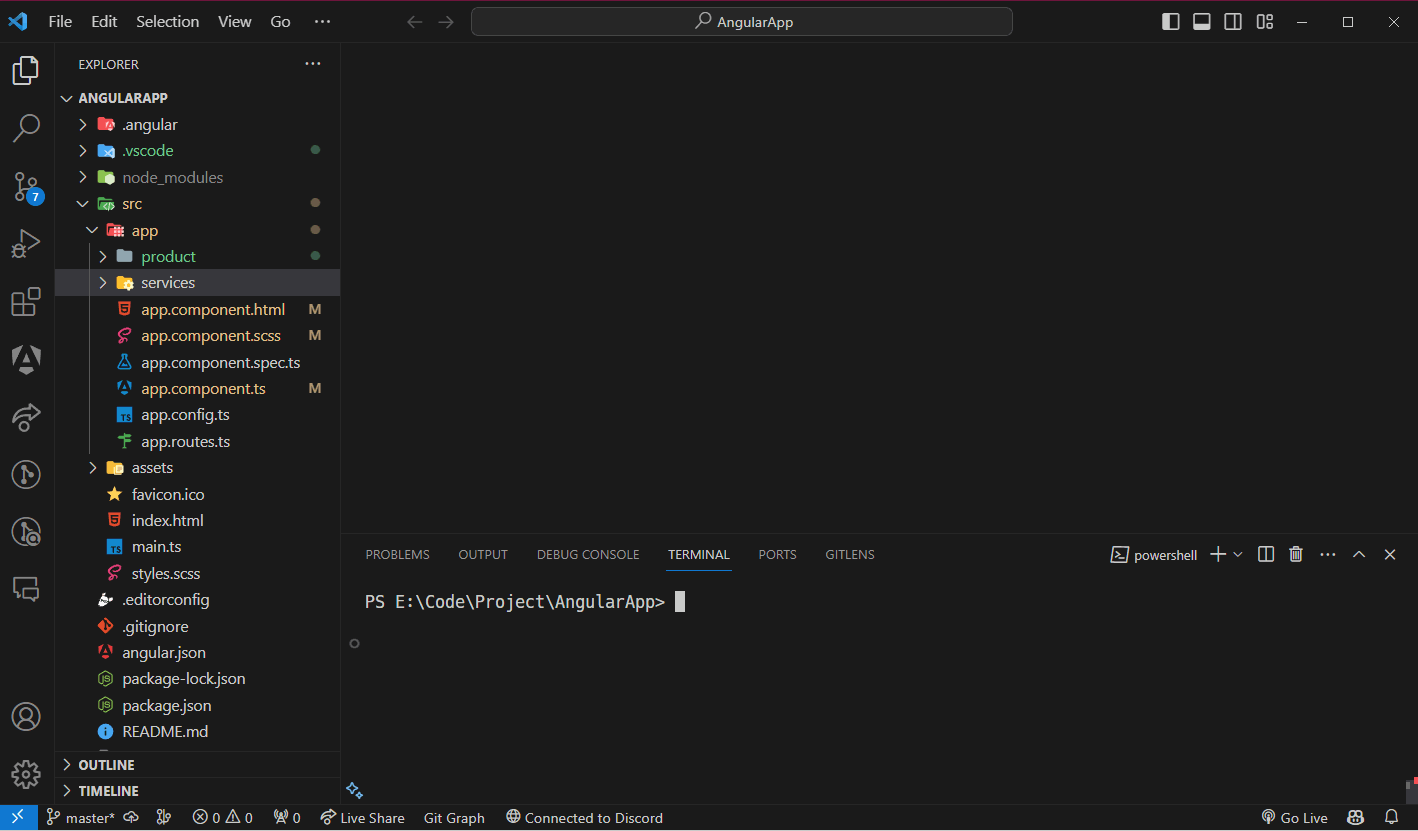 File Edit Selection View Go ··· AngularApp
EXPLORER ···
ANGULARAPP
.angular
.vscode
node_modules
src
app
product
services
app.component.html M
app.component.scss M
app.component.spec.ts
app.component.ts M
TS app.config.ts
app.routes.ts
assets
favicon.ico
index.html
TS main.ts
styles.scss
.editorconfig
.gitignore
angular.json
package-lock.json
package.json
README.md
OUTLINE
TIMELINE
7
PROBLEMS OUTPUT DEBUG CONSOLE TERMINAL PORTS GITLENS powershell
PS E:\Code\Project\AngularApp>
master* 0 0 0 Live Share Git Graph Connected to Discord Go Live